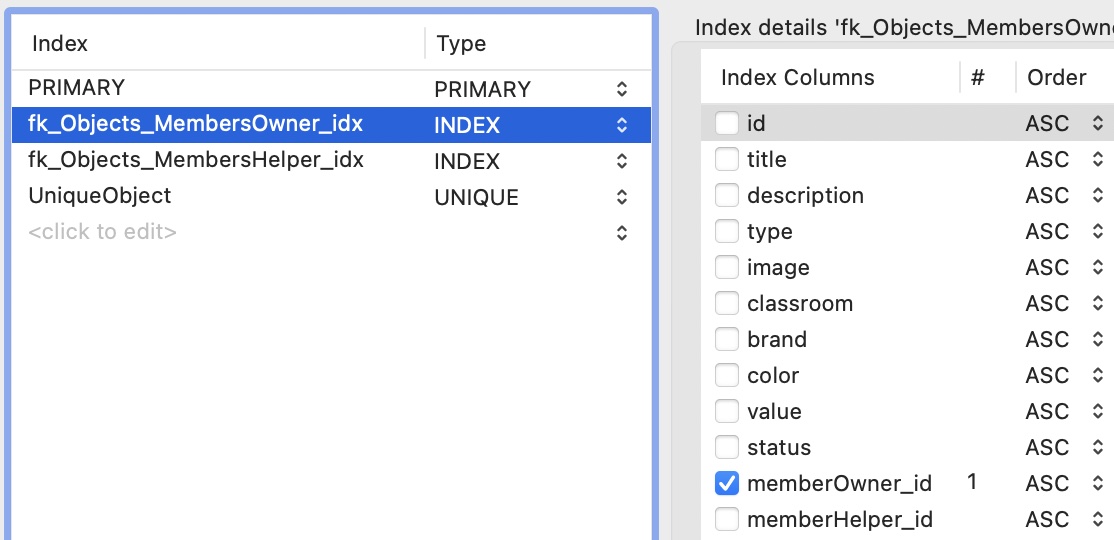 Index Type
PRIMARY PRIMARY
fk_Objects_MembersOwner_idx INDEX
fk_Objects_MembersHelper_idx INDEX
UniqueObject UNIQUE
<click to edit>
Index details 'fk_Objects_MembersOwn
Index Columns # Order
id ASC
title ASC
description ASC
type ASC
image ASC
classroom ASC
brand ASC
color ASC
value ASC
status ASC
memberOwner_id 1 ASC
memberHelper_id ASC